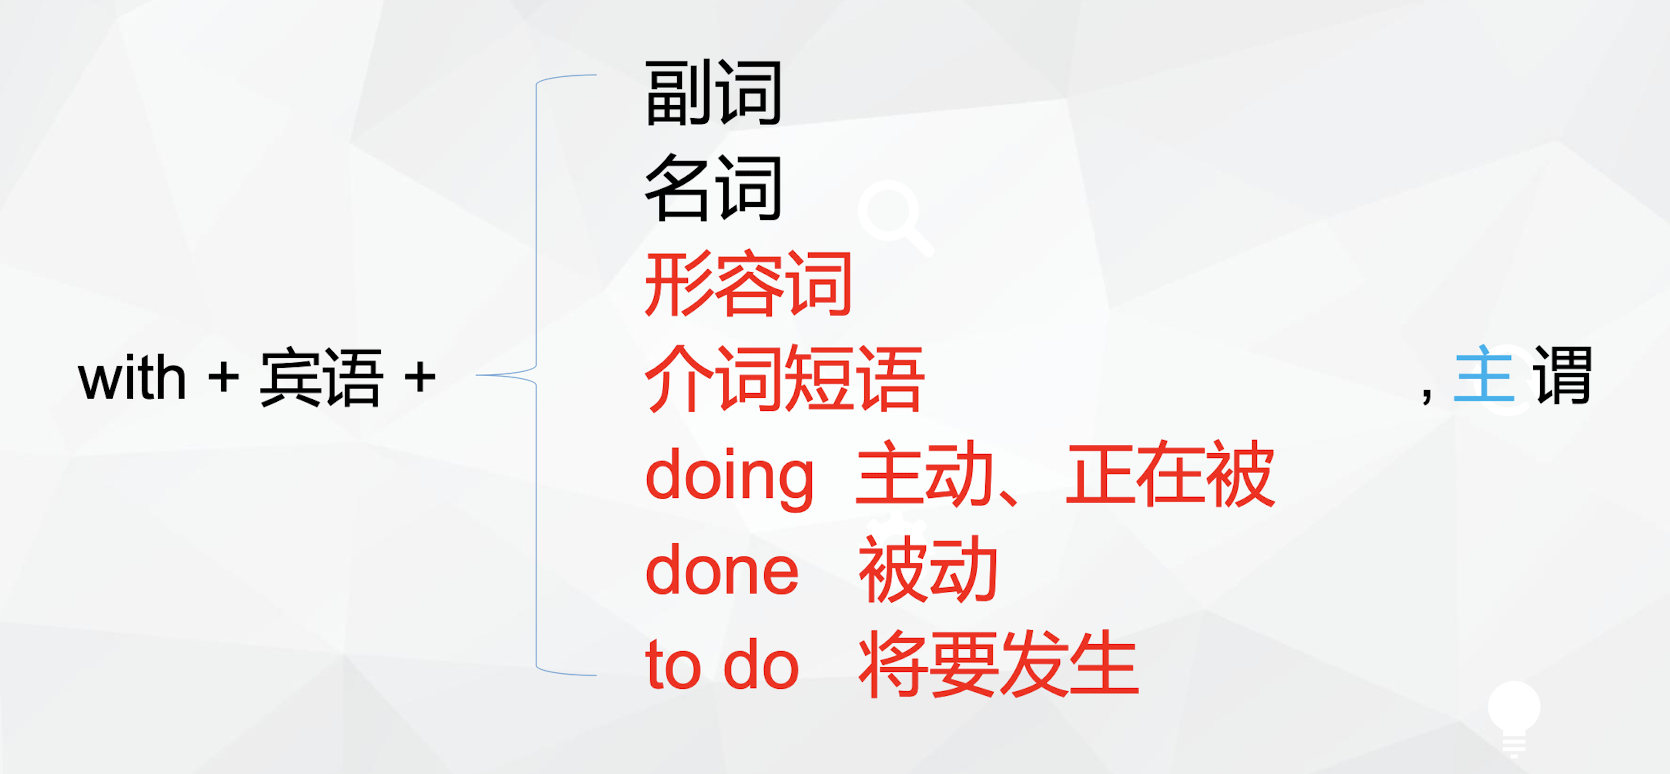 副词
名词
形容词
with + 宾语 + 介词短语 , 主 谓
doing 主动、正在被
done 被动
to do 将要发生